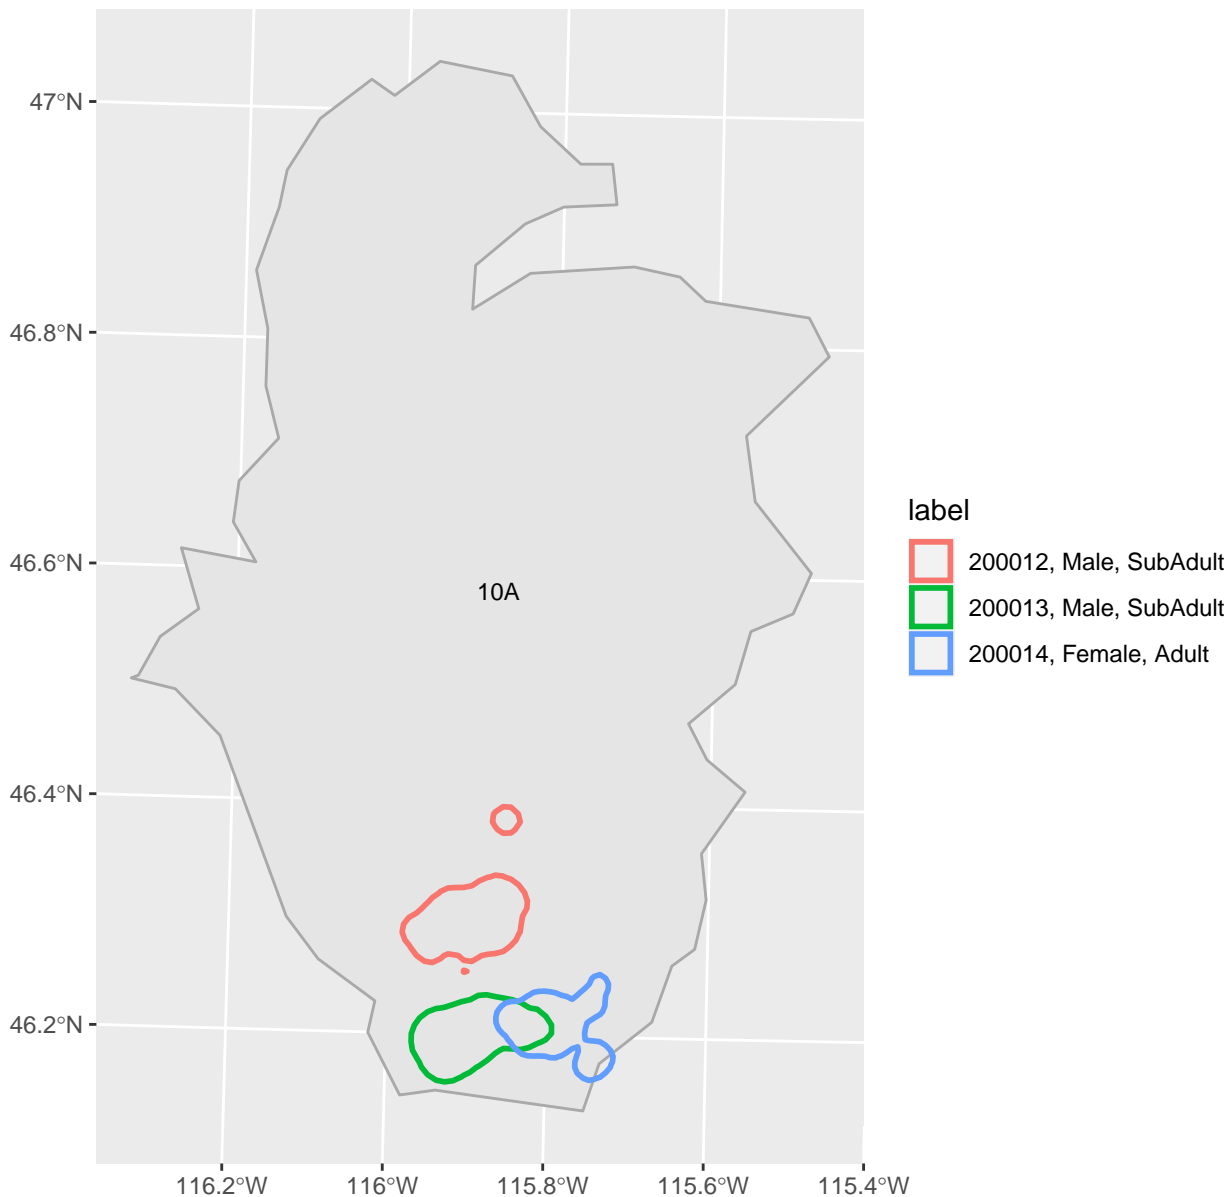 47°N
46.8°N
46.6°N
46.4°N
46.2°N
10A
116.2°W
116°W
115.8°W
115.6°W
115.4°W
label
200012, Male, SubAdult
200013, Male, SubAdult
200014, Female, Adult